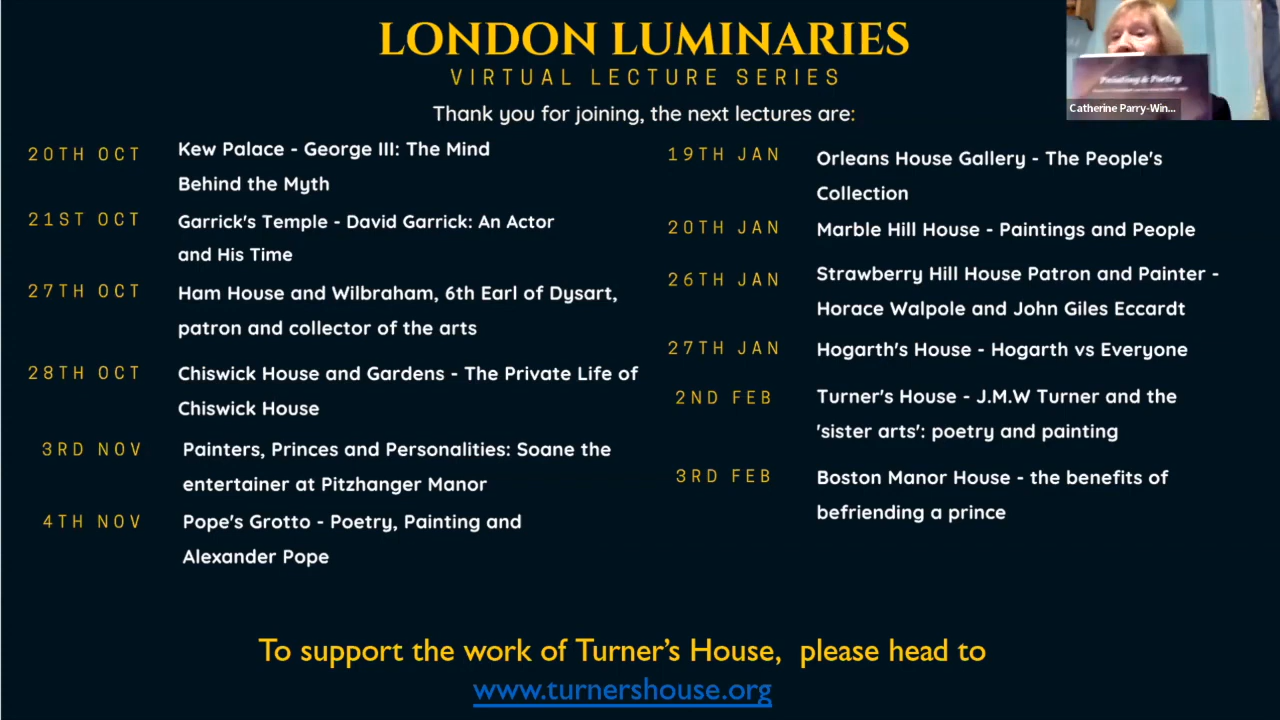 LONDON LUMINARIES
VIRTUAL LECTURE SERIES
Thank you for joining, the next lectures are:
20TH OCT
Kew Palace - George III: The Mind
Behind the Myth
21ST OCT
Garrick's Temple - David Garrick: An Actor
and His Time
27TH OCT
Ham House and Wilbraham, 6th Earl of Dysart,
patron and collector of the arts
28TH OCT
Chiswick House and Gardens - The Private Life of
Chiswick House
3RD NOV
Painters, Princes and Personalities: Soane the
entertainer at Pitzhanger Manor
4TH NOV
Pope's Grotto - Poetry, Painting and
Alexander Pope
19TH JAN
Orleans House Gallery - The People's
Collection
20TH JAN
Marble Hill House - Paintings and People
26TH JAN
Strawberry Hill House Patron and Painter -
Horace Walpole and John Giles Eccardt
27TH JAN
Hogarth's House - Hogarth vs Everyone
2ND FEB
Turner's House - J.M.W Turner and the
'sister arts': poetry and painting
3RD FEB
Boston Manor House - the benefits of
befriending a prince
To support the work of Turner’s House, please head to
www.turnershouse.org
Painting & Poetry
Catherine Parry-Win...